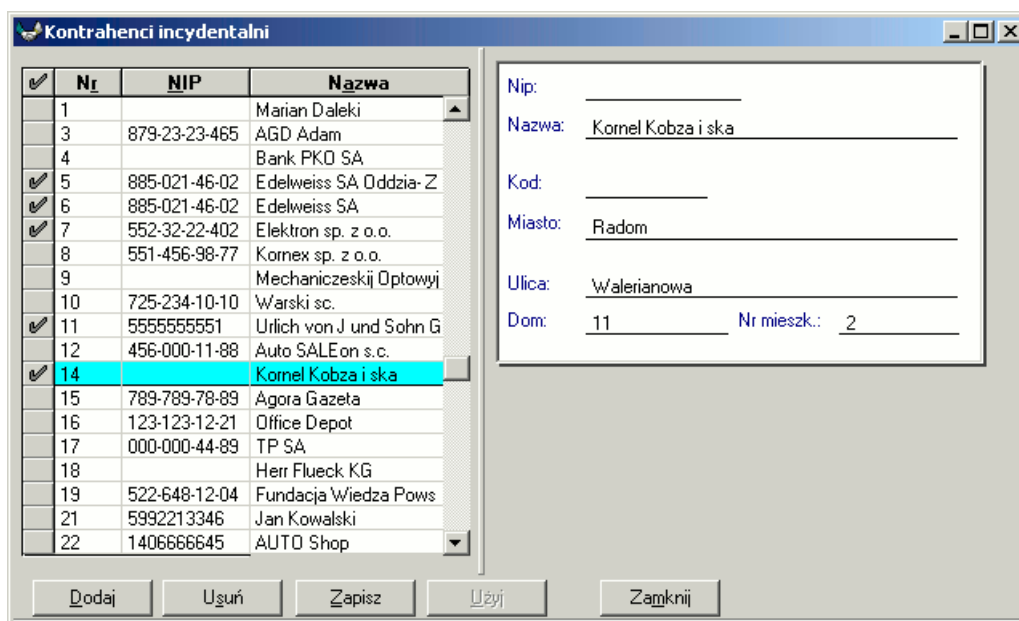 Kontrahenci incydentalni
Nr NIP Nazwa
1 Marian Daleki
3 879-23-23-465 AGD Adam
4 Bank PKO SA
5 885-021-46-02 Edelweiss SA Oddzia- Z
6 885-021-46-02 Edelweiss SA
7 552-32-22-402 Elektron sp. z o.o.
8 551-456-98-77 Kornex sp. z o.o.
9 Mechaniczeskij Optowyj
10 725-234-10-10 Warski sc.
11 5555555551 Urlich von J und Sohn G
12 456-000-11-88 Auto SALEon s.c.
14 Kornel Kobza i ska
15 789-789-78-89 Agora Gazeta
16 123-123-12-21 Office Depot
17 000-000-44-89 TP SA
18 Herr Flueck KG
19 522-648-12-04 Fundacja Wiedza Pows
21 5992213346 Jan Kowalski
22 1406666645 AUTO Shop
Nip:
Nazwa: Kornel Kobza i ska
Kod:
Miasto: Radom
Ulica: Walerianowa
Dom: 11 Nr mieszk.: 2
Dodaj Usuń Zapisz Użyj Zamknij